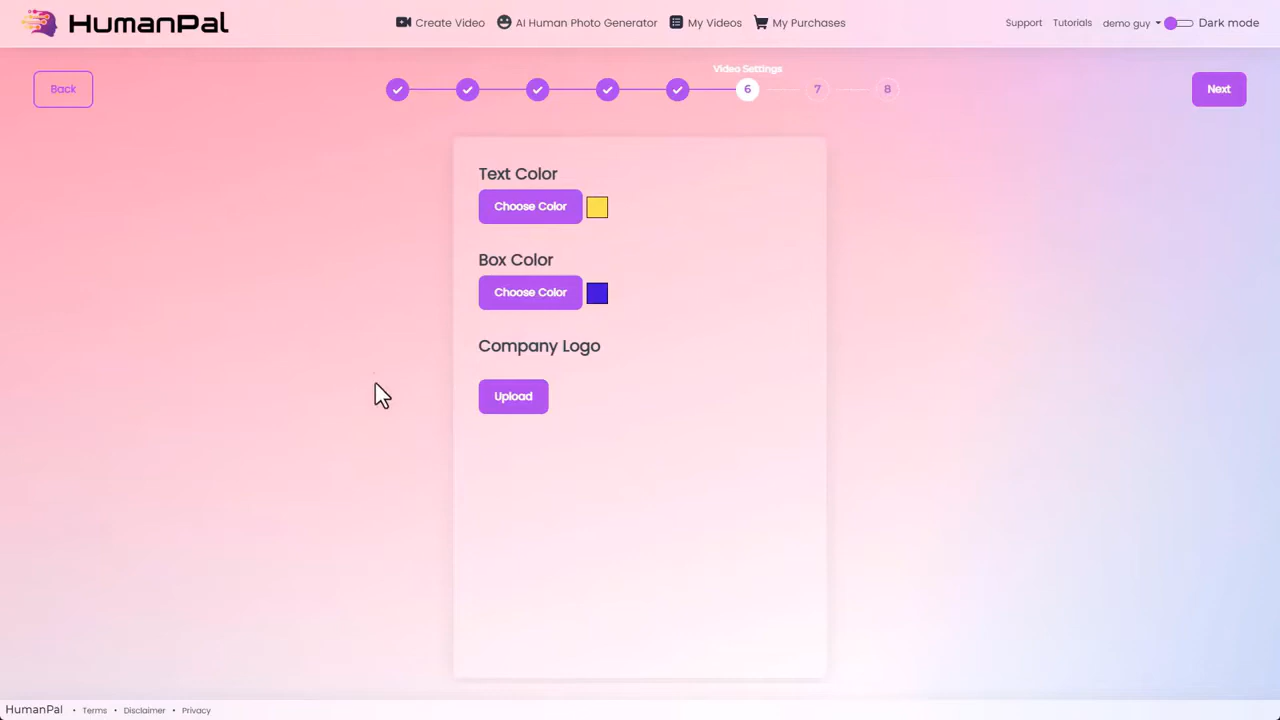 HumanPal
Create Video
AI Human Photo Generator
My Videos
My Purchases
Support
Tutorials
demo guy
Dark mode
Back
Video Settings
6
7
8
Next
Text Color
Choose Color
Box Color
Choose Color
Company Logo
Upload
HumanPal • Terms • Disclaimer • Privacy